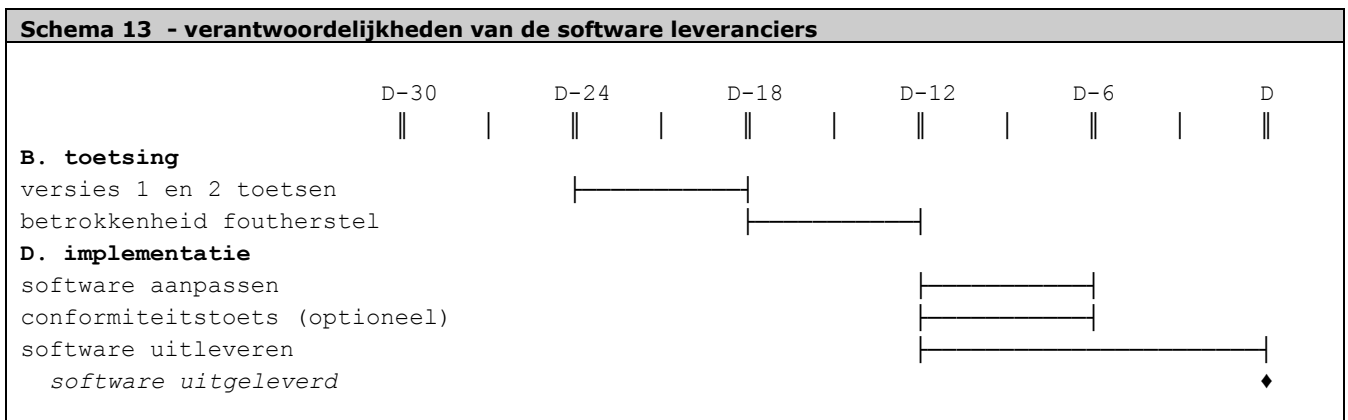 Schema 13 - verantwoordelijkheden van de software leveranciers
D-30 D-24 D-18 D-12 D-6 D
B. toetsing
versies 1 en 2 toetsen
betrokkenheid foutherstel
D. implementatie
software aanpassen
conformiteitstoets (optioneel)
software uitleveren
software uitgeleverd